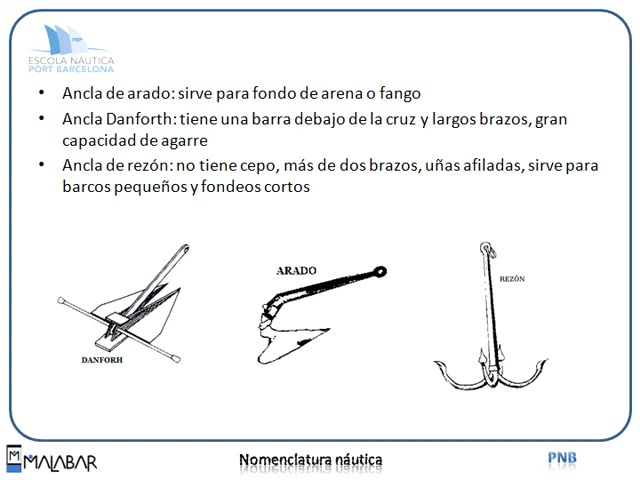 ESCOLA NÁUTICA
PORT BARCELONA
• Ancla de arado: sirve para fondo de arena o fango
• Ancla Danforth: tiene una barra debajo de la cruz y largos brazos, gran
capacidad de agarre
• Ancla de rezón: no tiene cepo, más de dos brazos, uñas afiladas, sirve para
barcos pequeños y fondeos cortos
ARADO
REZÓN
DANFORH
M MALABAR
Nomenclatura náutica
PNB